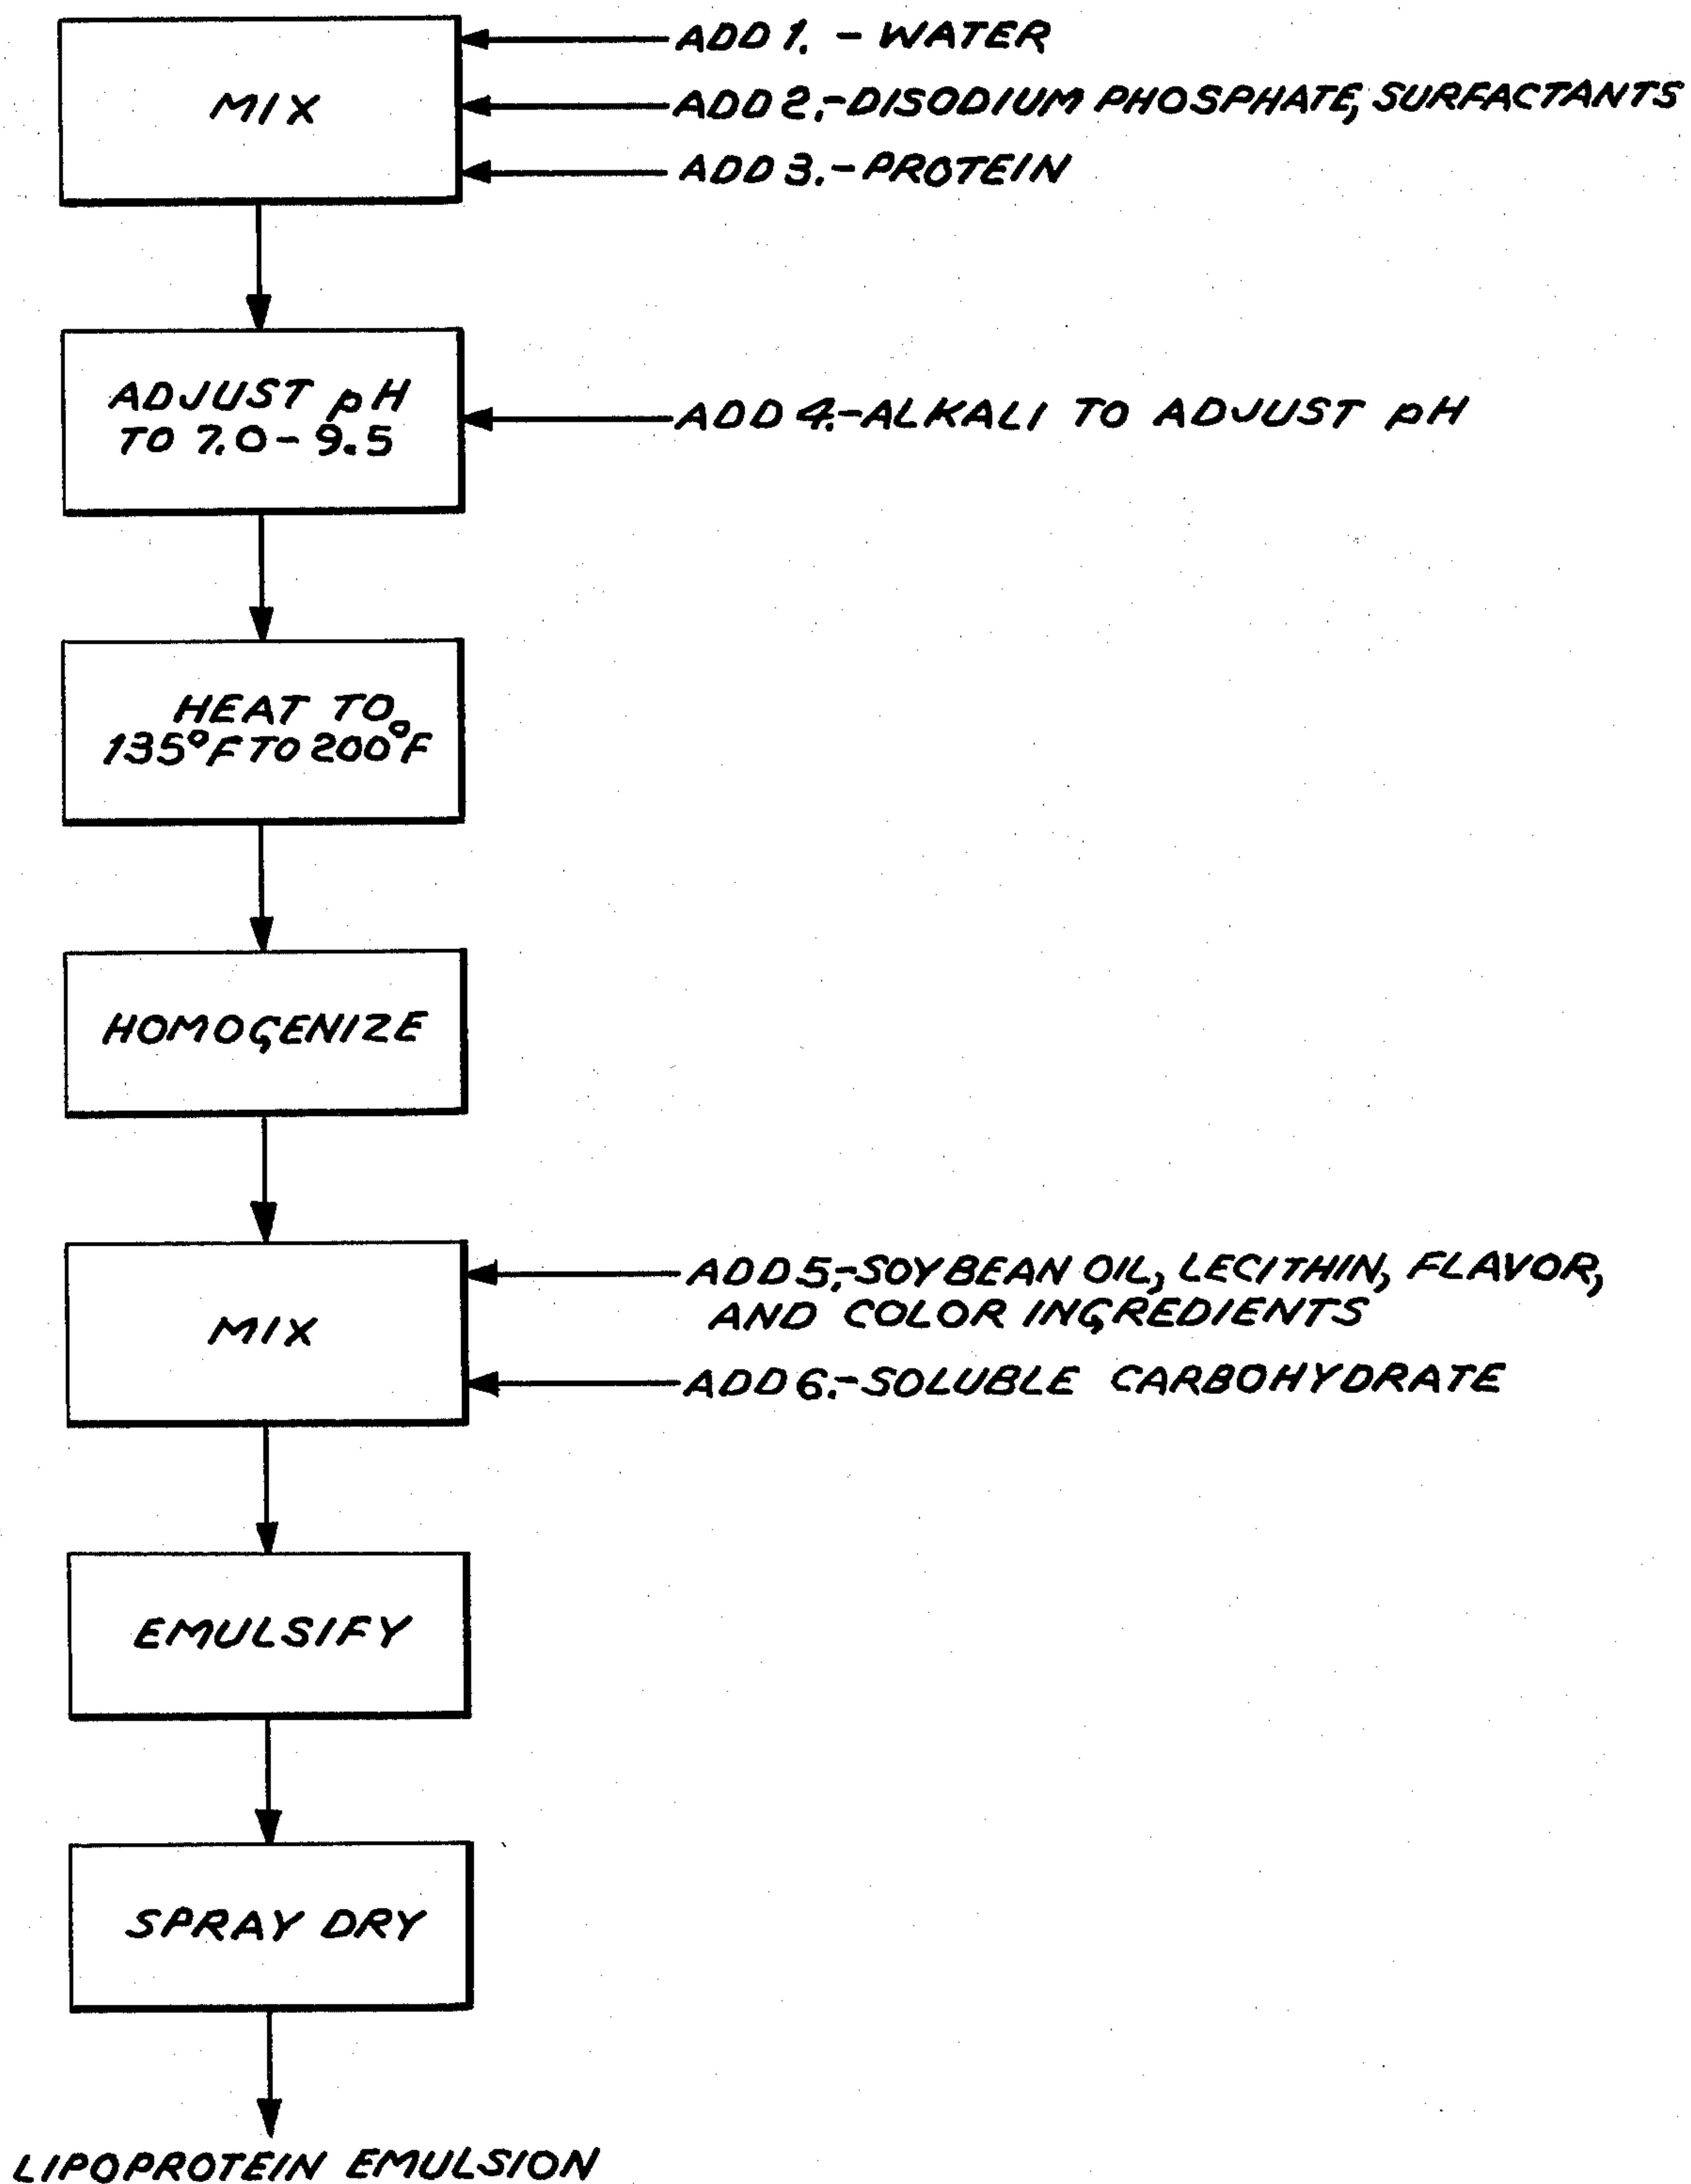 MIX
ADD 1. - WATER
ADD 2.-DISODIUM PHOSPHATE, SURFACTANTS
ADD 3.-PROTEIN
ADJUST pH
TO 7.0-9.5
ADD 4.-ALKALI TO ADJUST pH
HEAT TO
135°F TO 200°F
HOMOGENIZE
MIX
ADD 5.-SOYBEAN OIL, LECITHIN, FLAVOR,
AND COLOR INGREDIENTS
ADD 6.-SOLUBLE CARBOHYDRATE
EMULSIFY
SPRAY DRY
LIPOPROTEIN EMULSION